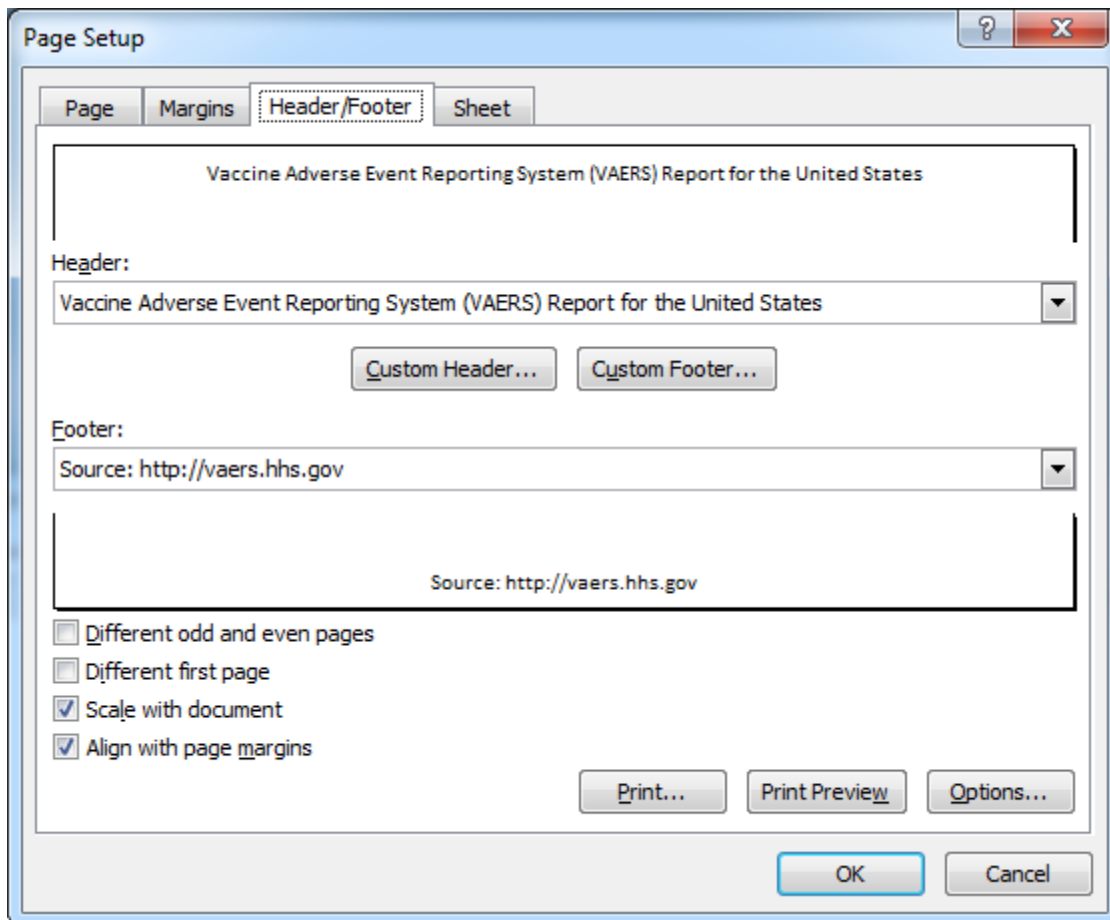 Page Setup ?
Page Margins Header/Footer Sheet
Vaccine Adverse Event Reporting System (VAERS) Report for the United States
Header:
Vaccine Adverse Event Reporting System (VAERS) Report for the United States
Custom Header... Custom Footer...
Footer:
Source: http://vaers.hhs.gov
Source: http://vaers.hhs.gov
Different odd and even pages
Different first page
Scale with document
Align with page margins
Print... Print Preview Options...
OK Cancel